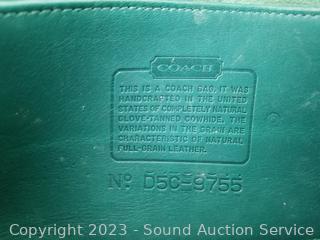 COACH
THIS IS A COACH BAG. IT WAS
HANDCRAFTED IN THE UNITED
STATES OF COMPLETELY NATURAL
GLOVE-TANNED COWHIDE. THE
VARIATIONS IN THE GRAIN ARE
CHARACTERISTIC OF NATURAL
FULL-GRAIN LEATHER.
Nº D5C-9755
Copyright 2023 - Sound Auction Service